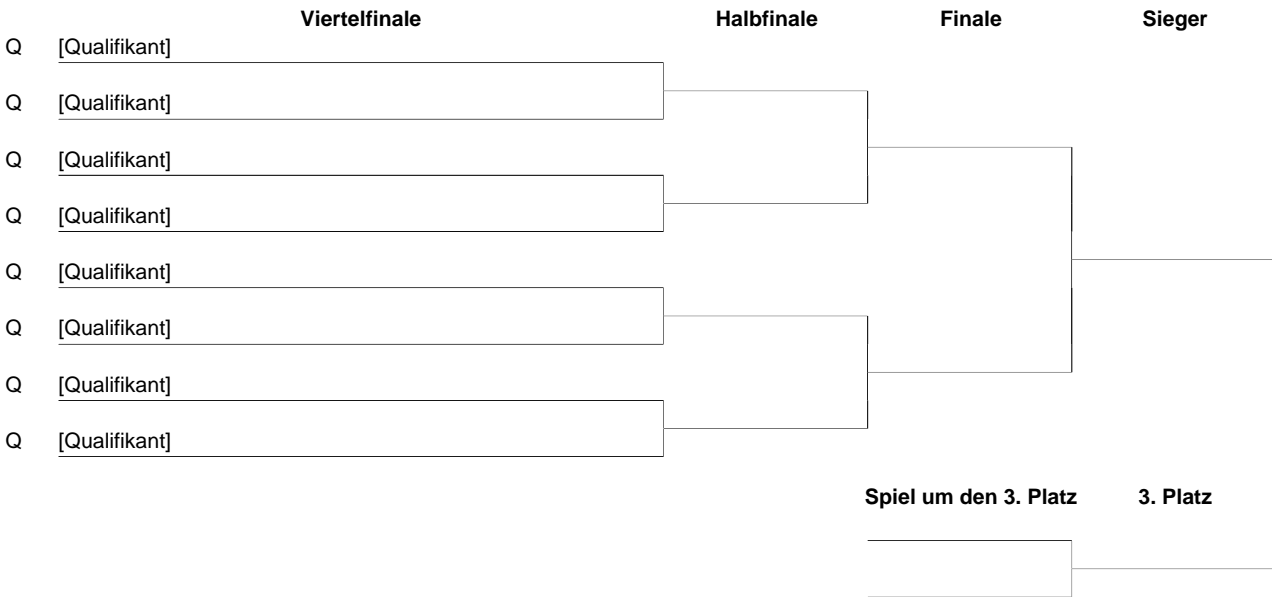 Viertelfinale Halbfinale Finale Sieger
Q [Qualifikant]
Q [Qualifikant]
Q [Qualifikant]
Q [Qualifikant]
Q [Qualifikant]
Q [Qualifikant]
Q [Qualifikant]
Q [Qualifikant]
Spiel um den 3. Platz 3. Platz